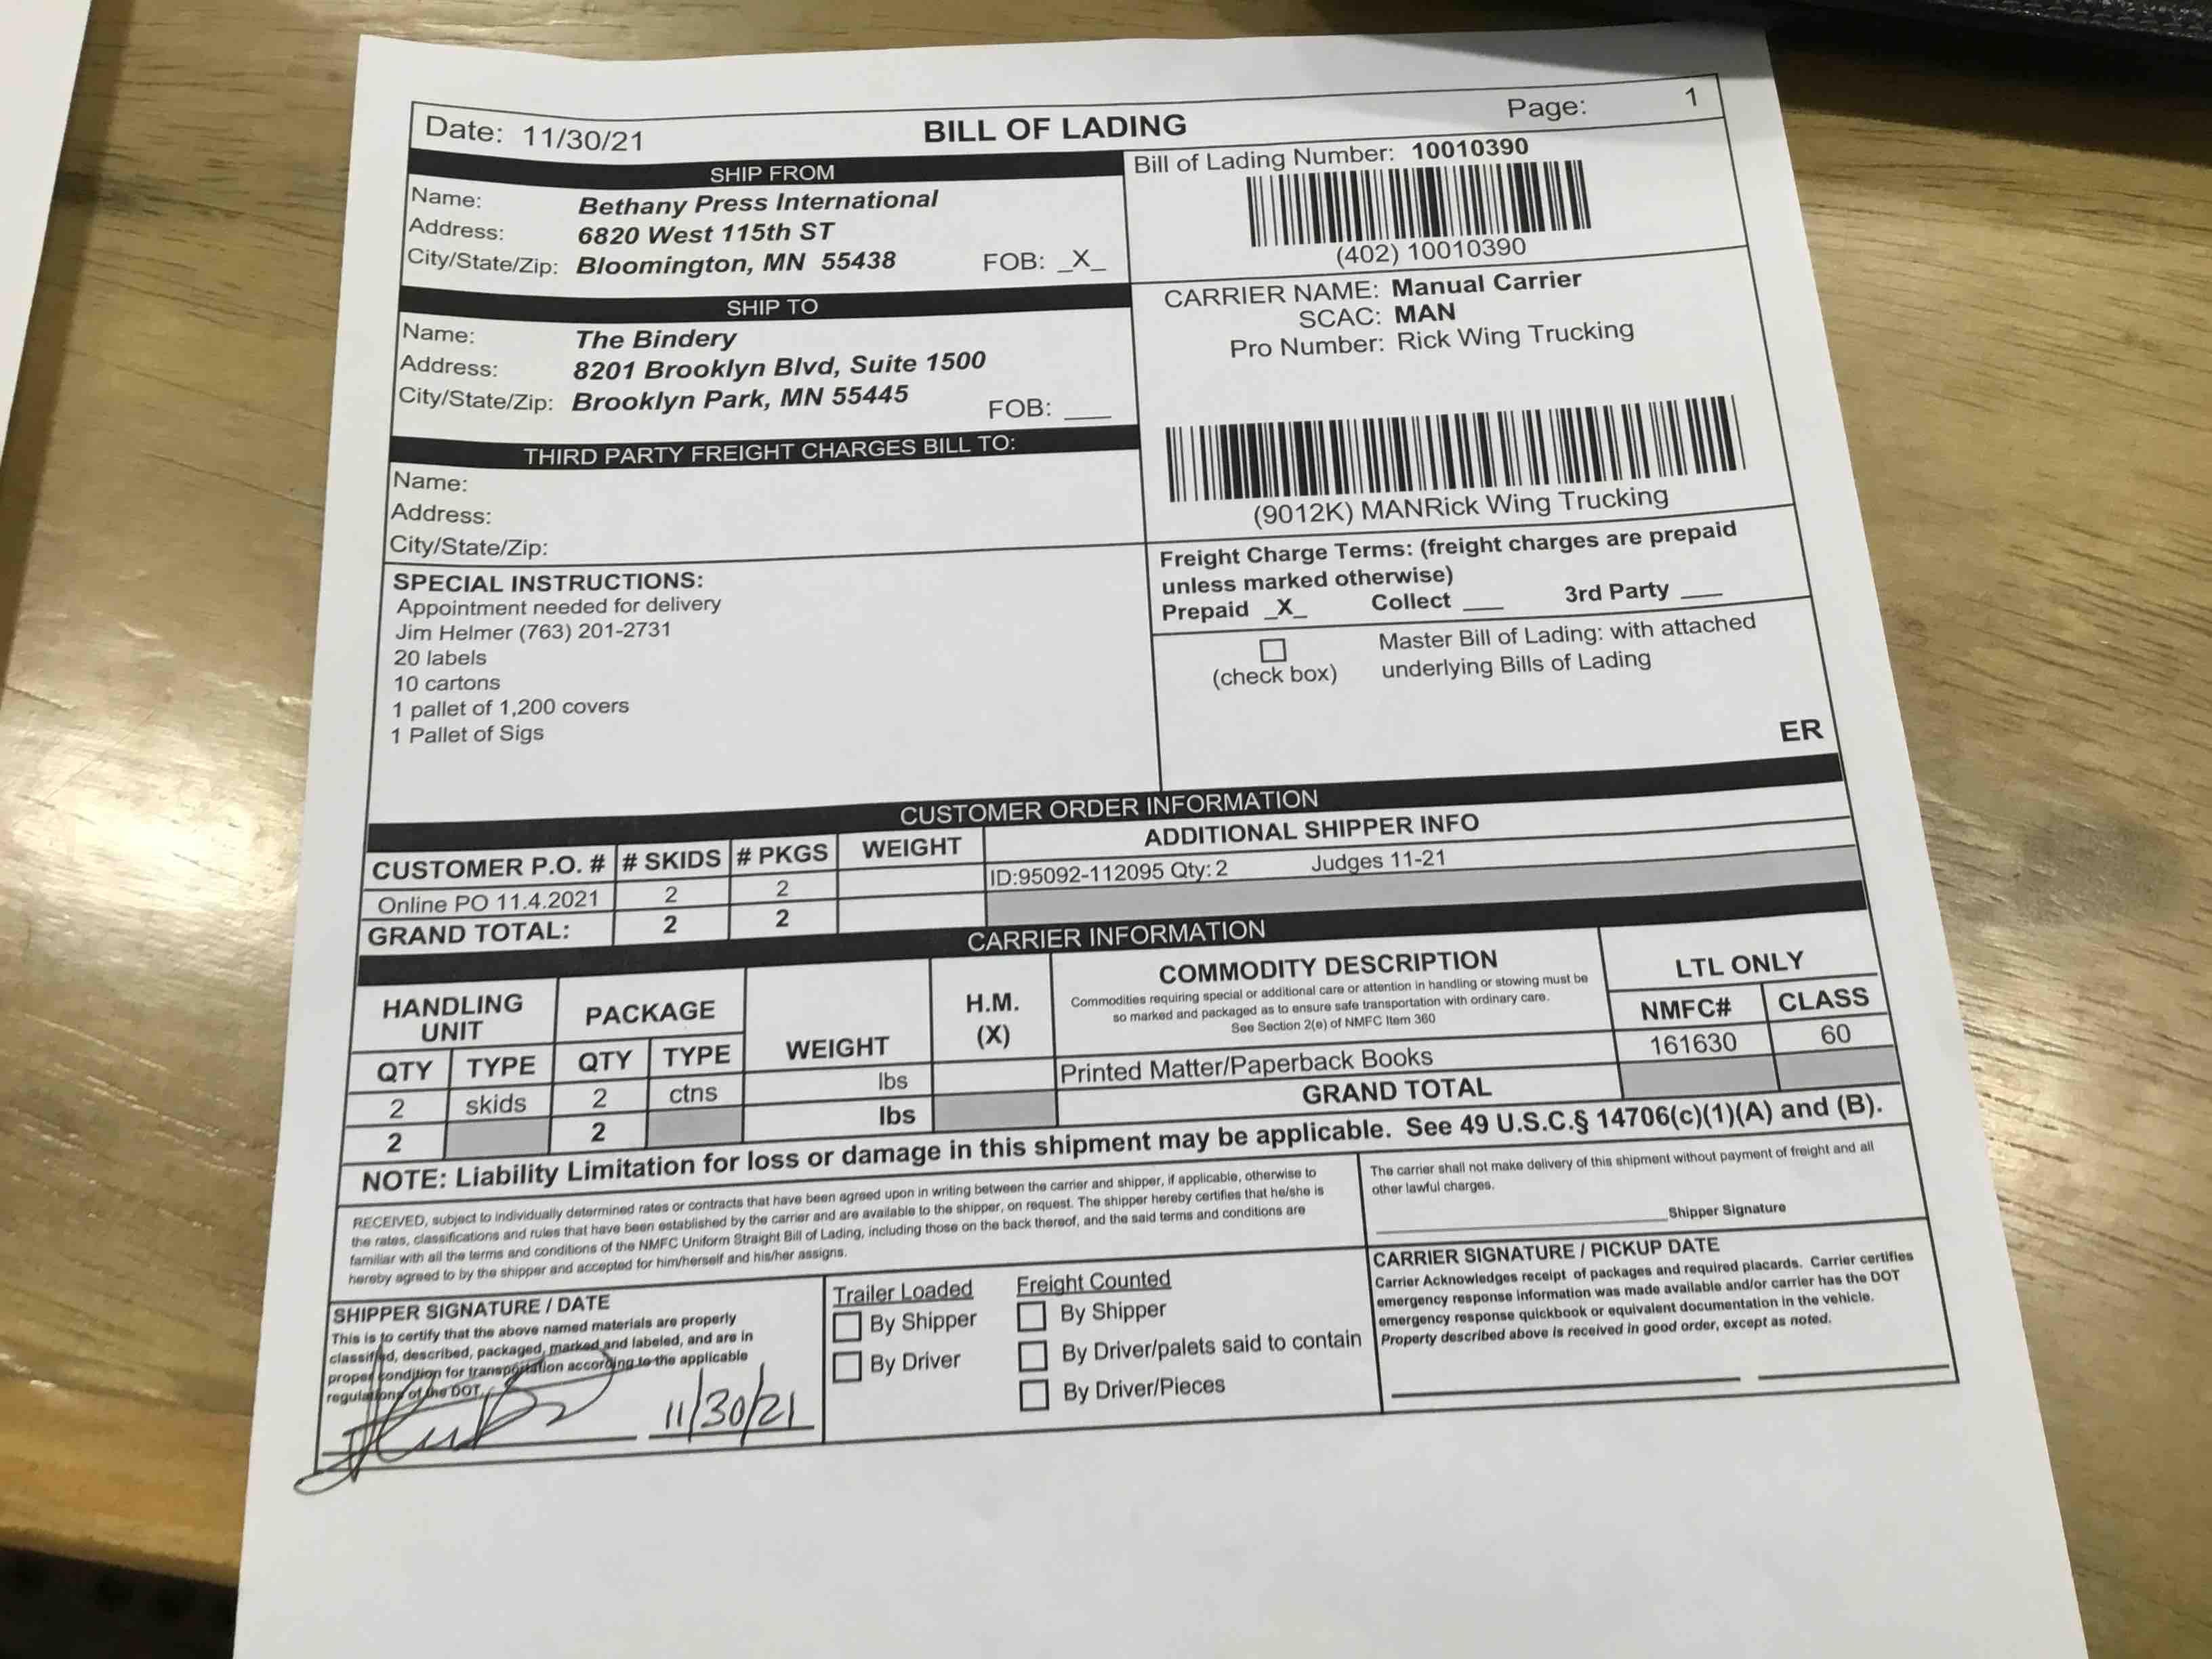 Date: 11/30/21
BILL OF LADING
Page: 1
SHIP FROM
Name: Bethany Press International
Address: 6820 West 115th ST
City/State/Zip: Bloomington, MN 55438 FOB: _X_
Bill of Lading Number: 10010390
(402) 10010390
SHIP TO
Name: The Bindery
Address: 8201 Brooklyn Blvd, Suite 1500
City/State/Zip: Brooklyn Park, MN 55445 FOB: ___
CARRIER NAME: Manual Carrier
SCAC: MAN
Pro Number: Rick Wing Trucking
(9012K) MANRick Wing Trucking
THIRD PARTY FREIGHT CHARGES BILL TO:
Name:
Address:
City/State/Zip:
Freight Charge Terms: (freight charges are prepaid
unless marked otherwise)
Prepaid _X_ Collect ___ 3rd Party ___
SPECIAL INSTRUCTIONS:
Appointment needed for delivery
Jim Helmer (763) 201-2731
20 labels
10 cartons
1 pallet of 1,200 covers
1 Pallet of Sigs
(check box)
Master Bill of Lading: with attached
underlying Bills of Lading
ER
CUSTOMER ORDER INFORMATION
CUSTOMER P.O. # # SKIDS # PKGS WEIGHT ADDITIONAL SHIPPER INFO
Online PO 11.4.2021 2 2 ID:95092-112095 Qty: 2 Judges 11-21
GRAND TOTAL: 2 2
CARRIER INFORMATION
HANDLING
UNIT
PACKAGE
WEIGHT
H.M.
(X)
COMMODITY DESCRIPTION
Commodities requiring special or additional care or attention in handling or stowing must be
so marked and packaged as to ensure safe transportation with ordinary care.
See Section 2(e) of NMFC Item 360
LTL ONLY
QTY TYPE QTY TYPE NMFC# CLASS
2 skids 2 ctns lbs Printed Matter/Paperback Books 161630 60
2 2 lbs GRAND TOTAL
NOTE: Liability Limitation for loss or damage in this shipment may be applicable. See 49 U.S.C.§ 14706(c)(1)(A) and (B).
RECEIVED, subject to individually determined rates or contracts that have been agreed upon in writing between the carrier and shipper, if applicable, otherwise to
the rates, classifications and rules that have been established by the carrier and are available to the shipper, on request. The shipper hereby certifies that he/she is
familiar with all the terms and conditions of the NMFC Uniform Straight Bill of Lading, including those on the back thereof, and the said terms and conditions are
hereby agreed to by the shipper and accepted for him/herself and his/her assigns.
The carrier shall not make delivery of this shipment without payment of freight and all
other lawful charges.
Shipper Signature
SHIPPER SIGNATURE / DATE
This is to certify that the above named materials are properly
classified, described, packaged, marked and labeled, and are in
proper condition for transportation according to the applicable
regulations of the DOT.
11/30/21
Trailer Loaded
By Shipper
By Driver
Freight Counted
By Shipper
By Driver/palets said to contain
By Driver/Pieces
CARRIER SIGNATURE / PICKUP DATE
Carrier Acknowledges receipt of packages and required placards. Carrier certifies
emergency response information was made available and/or carrier has the DOT
emergency response quickbook or equivalent documentation in the vehicle.
Property described above is received in good order, except as noted.